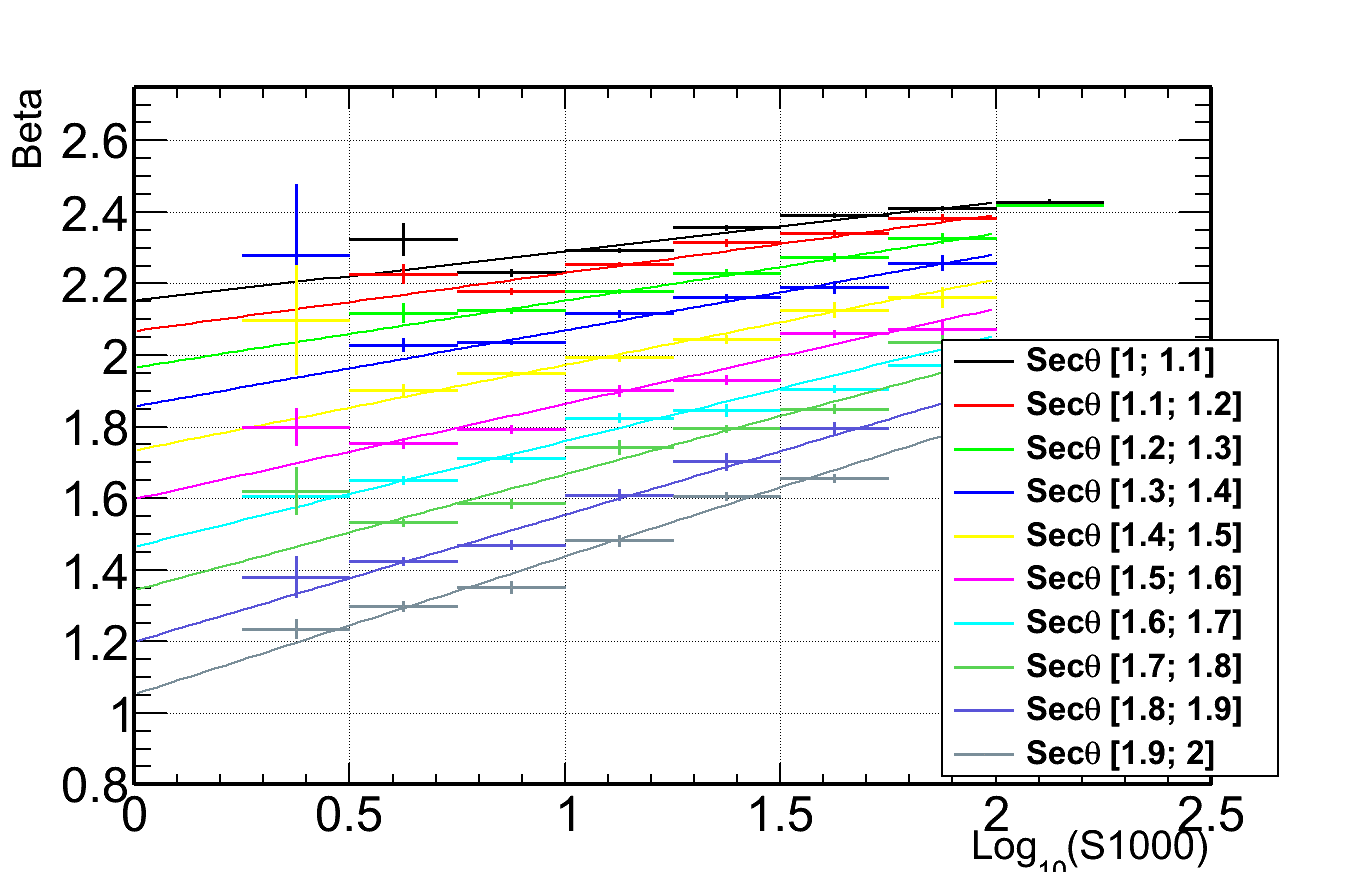 Beta
2.6
2.4
2.2
2
1.8
1.6
1.4
1.2
1
0.8
0 0.5 1 1.5 2 2.5
Log10(S1000)
Secθ [1; 1.1]
Secθ [1.1; 1.2]
Secθ [1.2; 1.3]
Secθ [1.3; 1.4]
Secθ [1.4; 1.5]
Secθ [1.5; 1.6]
Secθ [1.6; 1.7]
Secθ [1.7; 1.8]
Secθ [1.8; 1.9]
Secθ [1.9; 2]